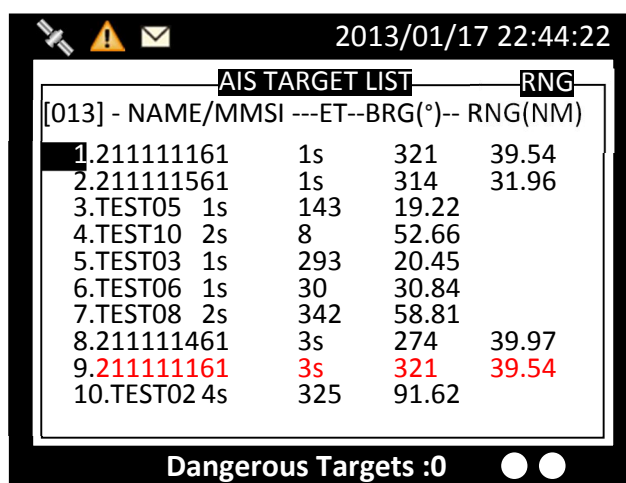 2013/01/17 22:44:22
AIS TARGET LIST RNG
[013] - NAME/MMSI ---ET--BRG(°)-- RNG(NM)
1.211111161 1s 321 39.54
2.211111561 1s 314 31.96
3.TEST05 1s 143 19.22
4.TEST10 2s 8 52.66
5.TEST03 1s 293 20.45
6.TEST06 1s 30 30.84
7.TEST08 2s 342 58.81
8.211111461 3s 274 39.97
9.211111161 3s 321 39.54
10.TEST02 4s 325 91.62
Dangerous Targets :0